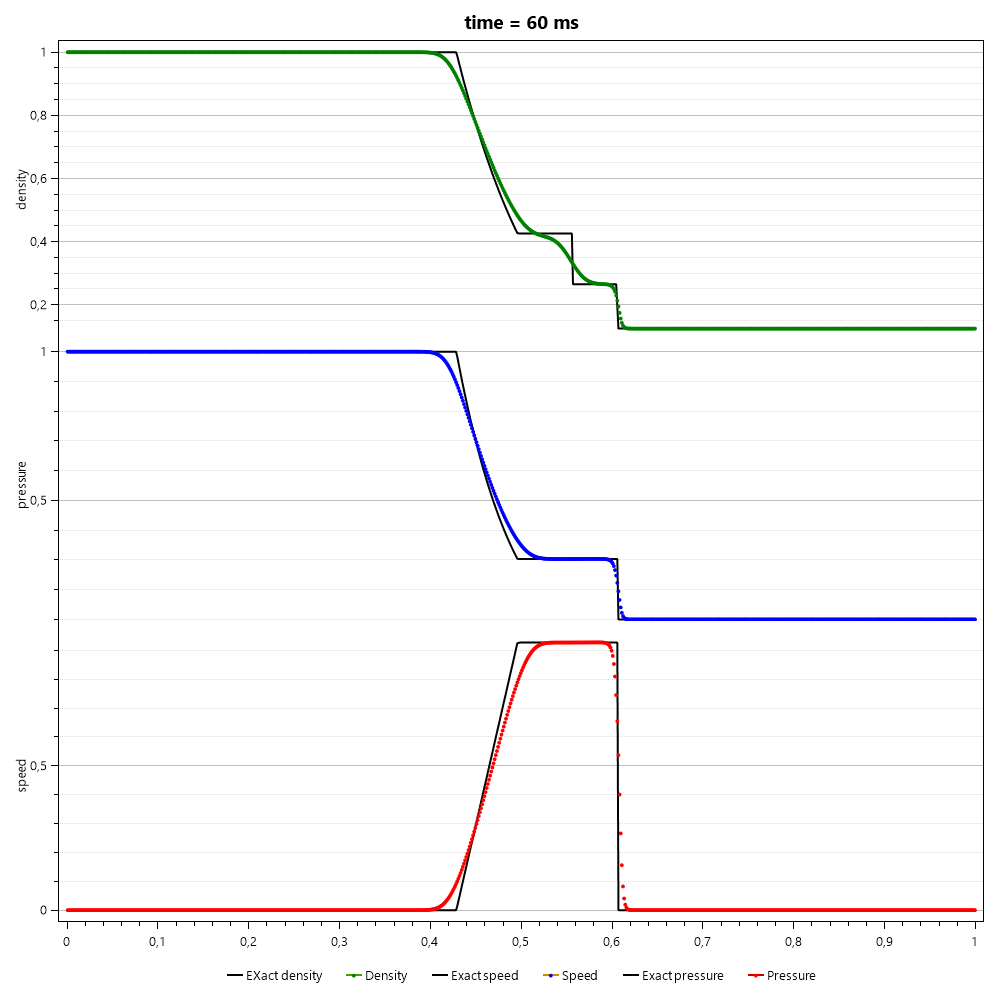 time = 60 ms
1
0,8
0,6
0,4
0,2
density
1
0,5
pressure
0,5
0
speed
0 0,1 0,2 0,3 0,4 0,5 0,6 0,7 0,8 0,9 1
EXact density Density Exact speed Speed Exact pressure Pressure